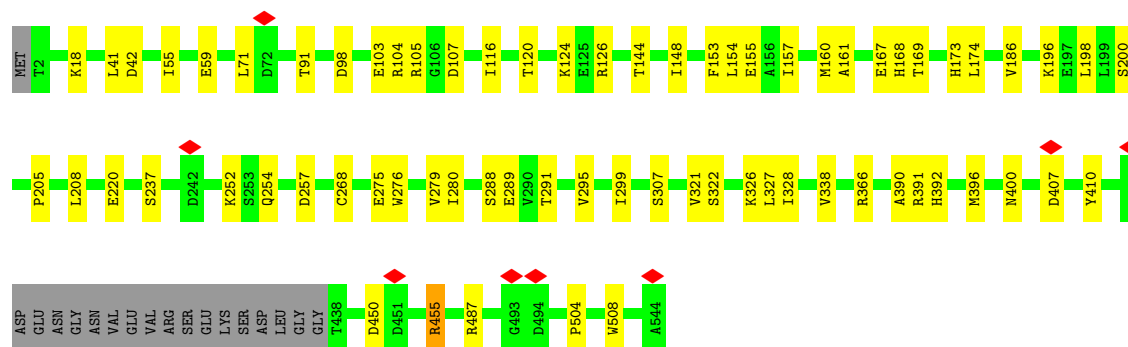 MET T2 K18 L41 D42 I55 E59 L71 D72 T91 D98 E103 R104 R105 G106 D107 I116 T120 K124 E125 R126 T144 I148 F153 L154 E155 A156 I157 M160 A161 E167 H168 T169 H173 L174 V186 K196 E197 L198 L199 S200
P205 L208 E220 S237 D242 K252 S253 Q254 D257 C268 E275 W276 V279 I280 S288 E289 V290 T291 V295 I299 S307 V321 S322 K326 L327 I328 V338 R366 A390 R391 H392 M396 N400 D407 Y410
ASP GLU ASN GLY ASN VAL GLU VAL ARG SER GLU LYS SER ASP LEU GLY GLY T438 D450 D451 R455 R487 G493 D494 P504 W508 A544